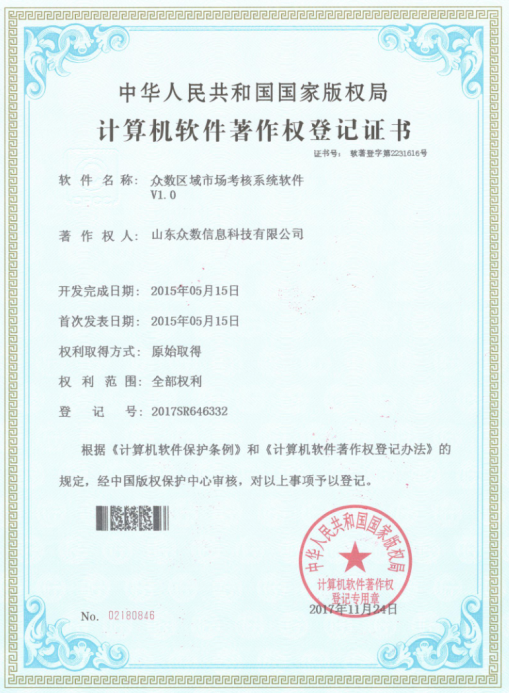 中华人民共和国国家版权局
计算机软件著作权登记证书
证书号: 软著登字第2231616号
软件名称: 众数区域市场考核系统软件
V1.0
著作权人: 山东众数信息科技有限公司
开发完成日期: 2015年05月15日
首次发表日期: 2015年05月15日
权利取得方式: 原始取得
权利范围: 全部权利
登记号: 2017SR646332
根据《计算机软件保护条例》和《计算机软件著作权登记办法》的
规定,经中国版权保护中心审核,对以上事项予以登记。
中华人民共和国国家版权局
计算机软件著作权
登记专用章
2017年11月24日
No. 02180846